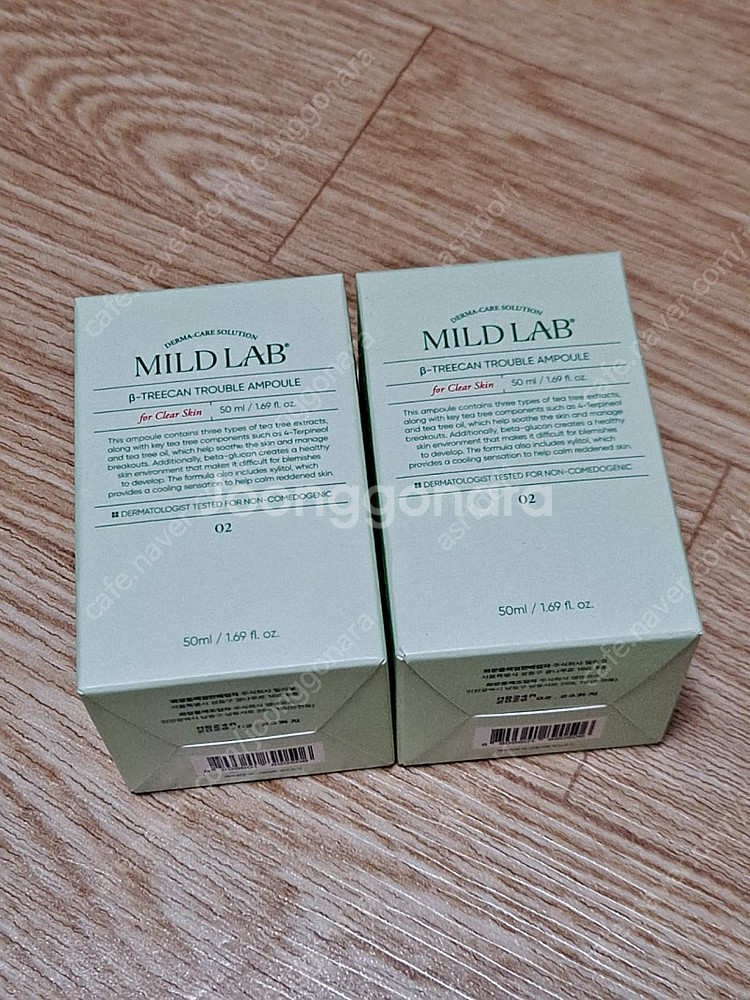 DERMA-CARE SOLUTION
MILD LAB®
β-TREECAN TROUBLE AMPOULE
for Clear Skin 50 ml / 1.69 fl. oz.
This ampoule contains three types of tea tree extracts,
along with key tea tree components such as 4-Terpineol
and tea tree oil, which help soothe the skin and manage
breakouts. Additionally, beta-glucan creates a healthy
skin environment that makes it difficult for blemishes
to develop. The formula also includes xylitol, which
provides a cooling sensation to help calm reddened skin.
DERMATOLOGIST TESTED FOR NON-COMEDOGENIC
02
50ml / 1.69 fl. oz.
DERMA-CARE SOLUTION
MILD LAB®
β-TREECAN TROUBLE AMPOULE
for Clear Skin 50 ml / 1.69 fl. oz.
This ampoule contains three types of tea tree extracts,
along with key tea tree components such as 4-Terpineol
and tea tree oil, which help soothe the skin and manage
breakouts. Additionally, beta-glucan creates a healthy
skin environment that makes it difficult for blemishes
to develop. The formula also includes xylitol, which
provides a cooling sensation to help calm reddened skin.
DERMATOLOGIST TESTED FOR NON-COMEDOGENIC
02
50ml / 1.69 fl. oz.
Joonggonara
cafe.naver.com/joonggonara